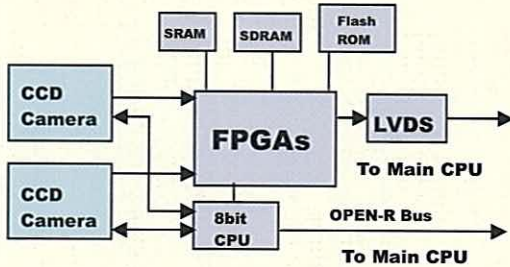 SRAM
SDRAM
Flash
ROM
CCD
Camera
FPGAs
LVDS
To Main CPU
CCD
Camera
8bit
CPU
OPEN-R Bus
To Main CPU